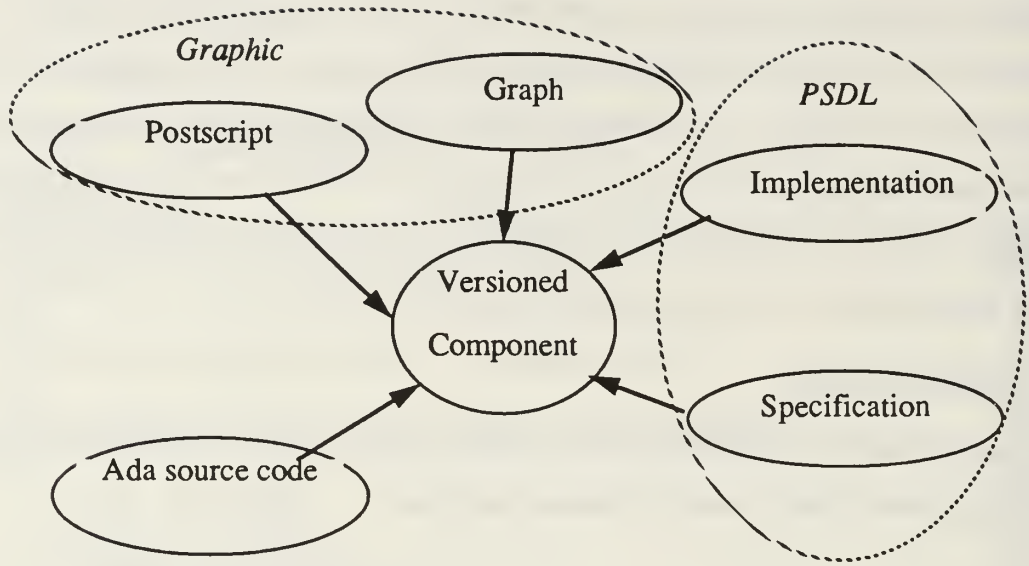 Graphic
Graph
Postscript
PSDL
Implementation
Versioned
Component
Specification
Ada source code